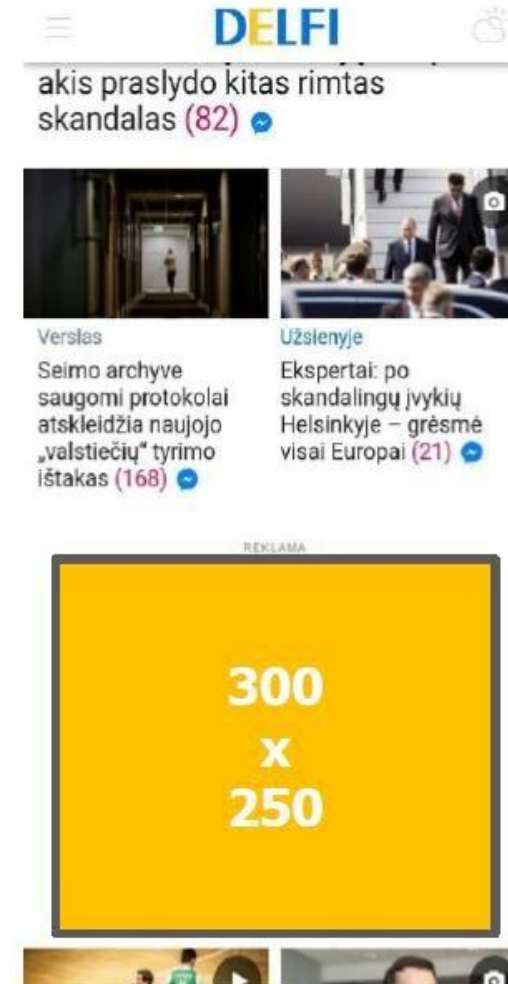 DELFI
akis praslydo kitas rimtas
skandalas (82)
Verslas
Seimo archyve
saugomi protokolai
atskleidžia naujojo
„valstiečių“ tyrimo
ištakas (168)
Užsienyje
Ekspertai: po
skandalingų įvykių
Helsinkyje – grėsmė
visai Europai (21)
REKLAMA
300
x
250